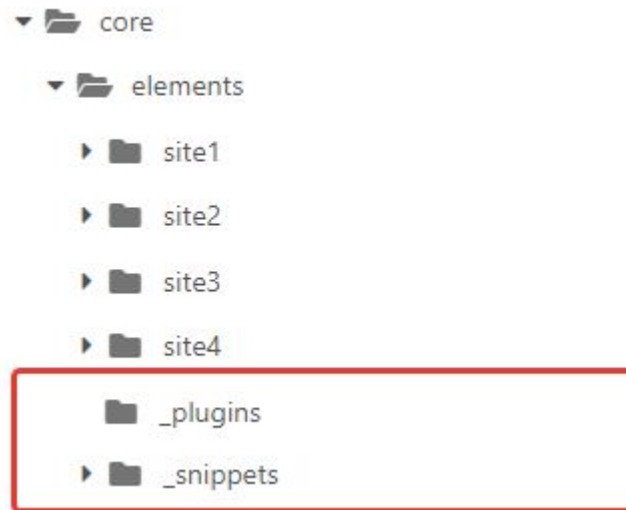 core
elements
site1
site2
site3
site4
_plugins
_snippets